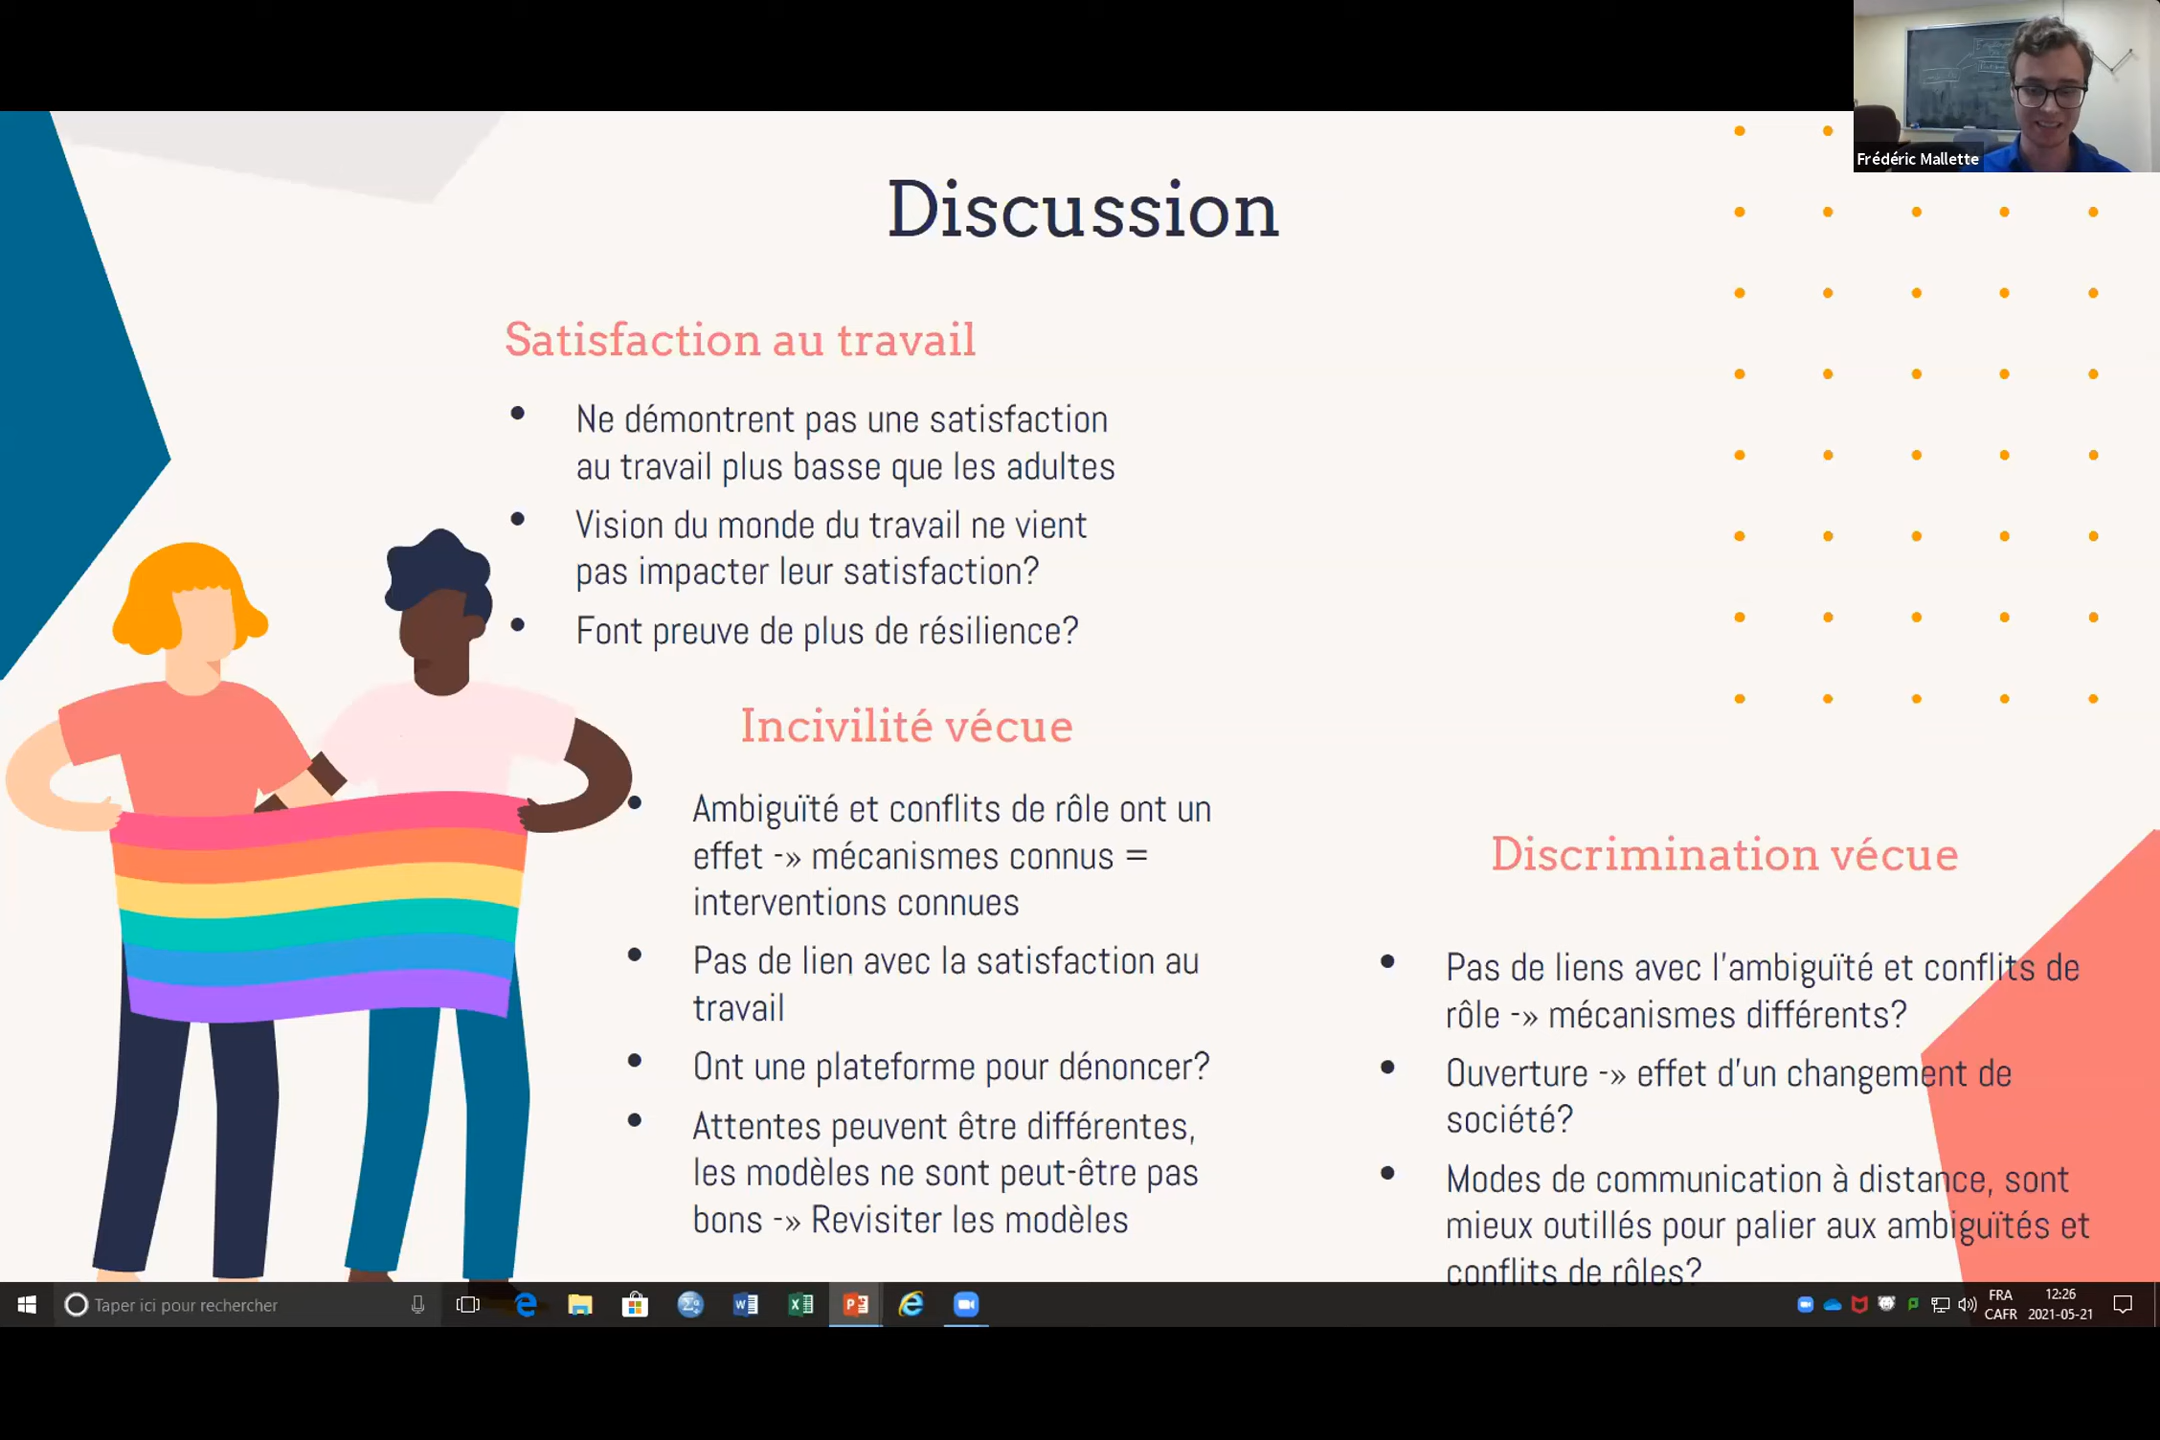 Frédéric Mallette
Discussion
Satisfaction au travail
• Ne démontrent pas une satisfaction
au travail plus basse que les adultes
• Vision du monde du travail ne vient
pas impacter leur satisfaction?
• Font preuve de plus de résilience?
Incivilité vécue
• Ambiguïté et conflits de rôle ont un
effet -» mécanismes connus =
interventions connues
• Pas de lien avec la satisfaction au
travail
• Ont une plateforme pour dénoncer?
• Attentes peuvent être différentes,
les modèles ne sont peut-être pas
bons -» Revisiter les modèles
Discrimination vécue
• Pas de liens avec l'ambiguïté et conflits de
rôle -» mécanismes différents?
• Ouverture -» effet d'un changement de
société?
• Modes de communication à distance, sont
mieux outillés pour palier aux ambiguïtés et
conflits de rôles?
Taper ici pour rechercher
FRA
CAFR
12:26
2021-05-21